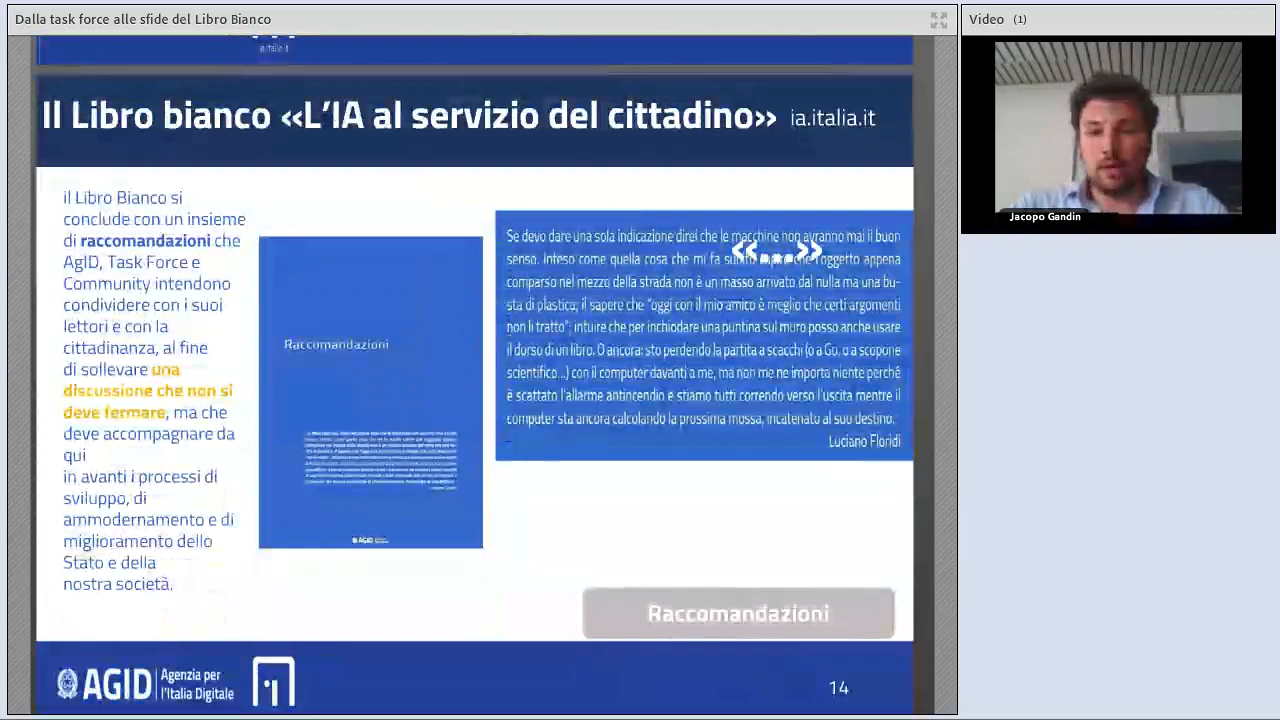 Dalla task force alle sfide del Libro Bianco
Video (1)
ia.italia.it
Jacopo Gandin
Il Libro bianco «L'IA al servizio del cittadino» ia.italia.it
il Libro Bianco si
conclude con un insieme
di raccomandazioni che
AgID, Task Force e
Community intendono
condividere con i suoi
lettori e con la
cittadinanza, al fine
di sollevare una
discussione che non si
deve fermare, ma che
deve accompagnare da
qui
in avanti i processi di
sviluppo, di
ammodernamento e di
miglioramento dello
Stato e della
nostra società.
Raccomandazioni
AGID
«...»
Se devo dare una sola indicazione direi che le macchine non avranno mai il buon
senso. Inteso come quella cosa che mi fa subito capire che l'oggetto appena
comparso nel mezzo della strada non è un masso arrivato dal nulla ma una bu-
sta di plastica; il sapere che "oggi con il mio amico è meglio che certi argomenti
non li tratto"; intuire che per inchiodare una puntina sul muro posso anche usare
il dorso di un libro. O ancora: sto perdendo la partita a scacchi (o a Go, o a scopone
scientifico...) con il computer davanti a me, ma non me ne importa niente perché
è scattato l'allarme antincendio e stiamo tutti correndo verso l'uscita mentre il
computer sta ancora calcolando la prossima mossa, incatenato al suo destino.
Luciano Floridi
Raccomandazioni
AGID Agenzia per
l'Italia Digitale
14